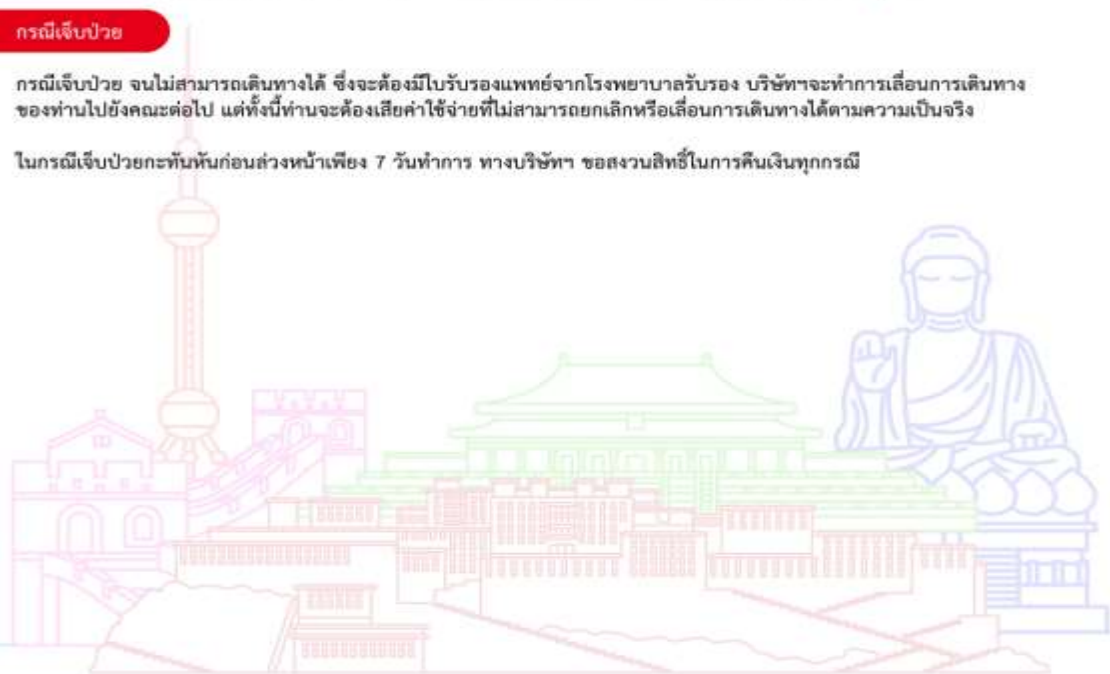 กรณีเจ็บป่วย
กรณีเจ็บป่วย จนไม่สามารถเดินทางได้ ซึ่งจะต้องมีใบรับรองแพทย์จากโรงพยาบาลรับรอง บริษัทฯจะทำการเลื่อนการเดินทาง
ของท่านไปยังคณะต่อไป แต่ทั้งนี้ท่านจะต้องเสียค่าใช้จ่ายที่ไม่สามารถยกเลิกหรือเลื่อนการเดินทางได้ตามความเป็นจริง
ในกรณีเจ็บป่วยกะทันหันก่อนล่วงหน้าเพียง 7 วันทำการ ทางบริษัทฯ ขอสงวนสิทธิ์ในการคืนเงินทุกกรณี